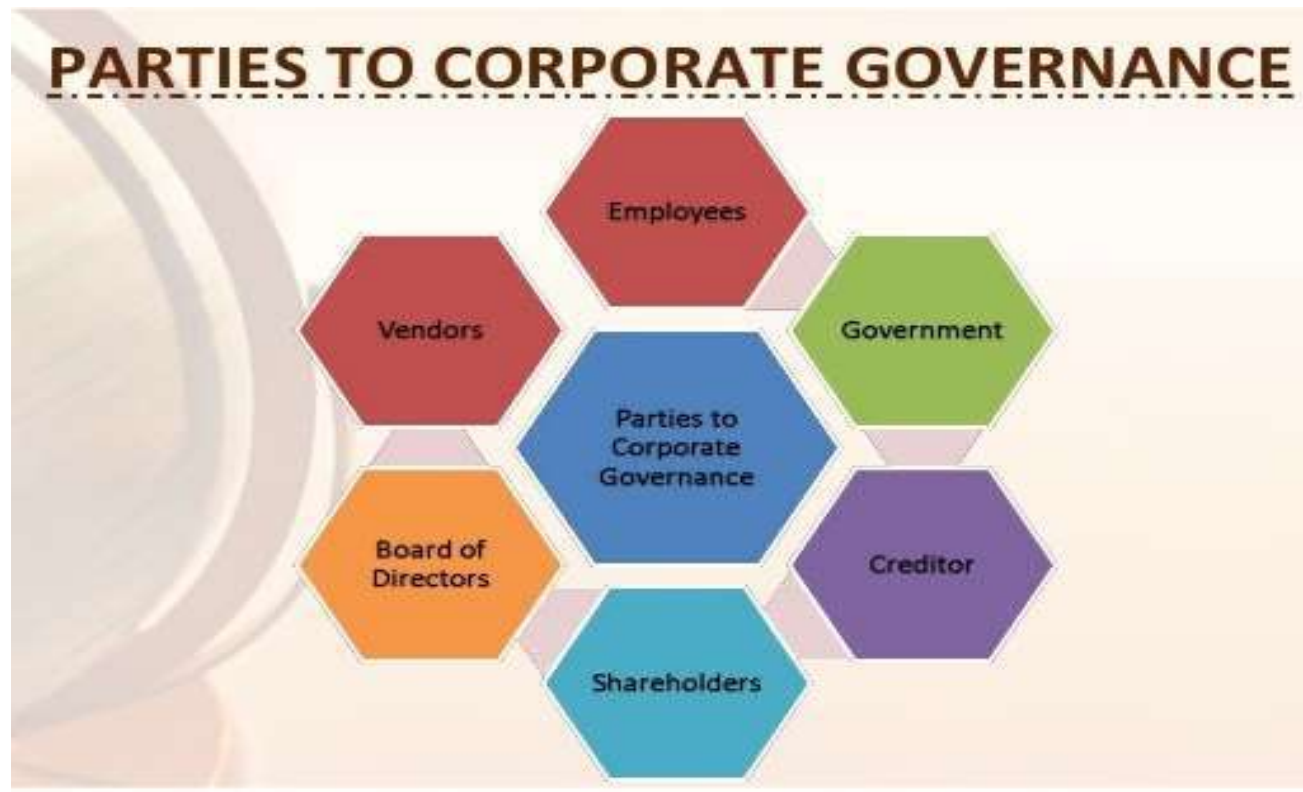 PARTIES TO CORPORATE GOVERNANCE
Employees
Vendors
Government
Parties to
Corporate
Governance
Board of
Directors
Creditor
Shareholders